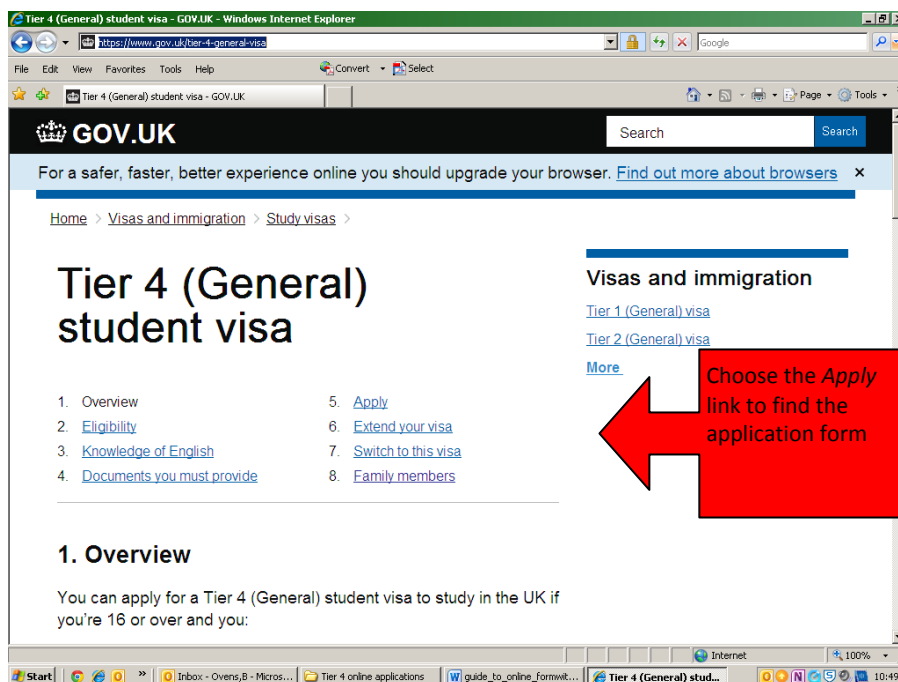 Tier 4 (General) student visa - GOV.UK - Windows Internet Explorer
https://www.gov.uk/tier-4-general-visa
Google
File Edit View Favorites Tools Help
Convert Select
Tier 4 (General) student visa - GOV.UK
Page Tools
GOV.UK
Search
Search
For a safer, faster, better experience online you should upgrade your browser. Find out more about browsers ×
Home > Visas and immigration > Study visas >
Tier 4 (General)
student visa
1. Overview
2. Eligibility
3. Knowledge of English
4. Documents you must provide
5. Apply
6. Extend your visa
7. Switch to this visa
8. Family members
Visas and immigration
Tier 1 (General) visa
Tier 2 (General) visa
More
Choose the Apply
link to find the
application form
1. Overview
You can apply for a Tier 4 (General) student visa to study in the UK if
you're 16 or over and you:
Internet
100%
Start
Inbox - Ovens,B - Micros...
Tier 4 online applications
guide_to_online_formwit...
Tier 4 (General) stud...
10:49